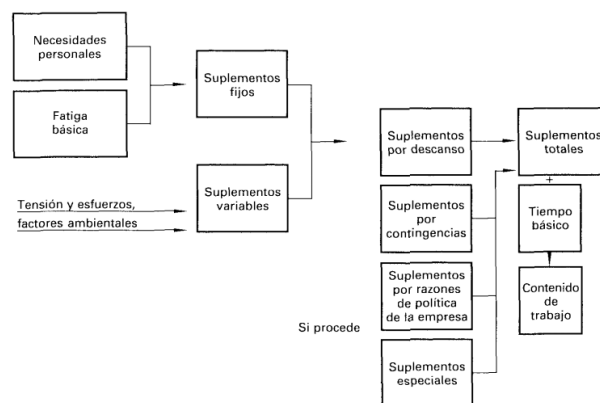 Necesidades
personales
Fatiga
básica
Suplementos
fijos
Tensión y esfuerzos,
factores ambientales
Suplementos
variables
Suplementos
por descanso
Suplementos
totales
+
Suplementos
por
contingencias
Tiempo
básico
Suplementos
por razones
de política
de la empresa
Contenido
de
trabajo
Si procede
Suplementos
especiales